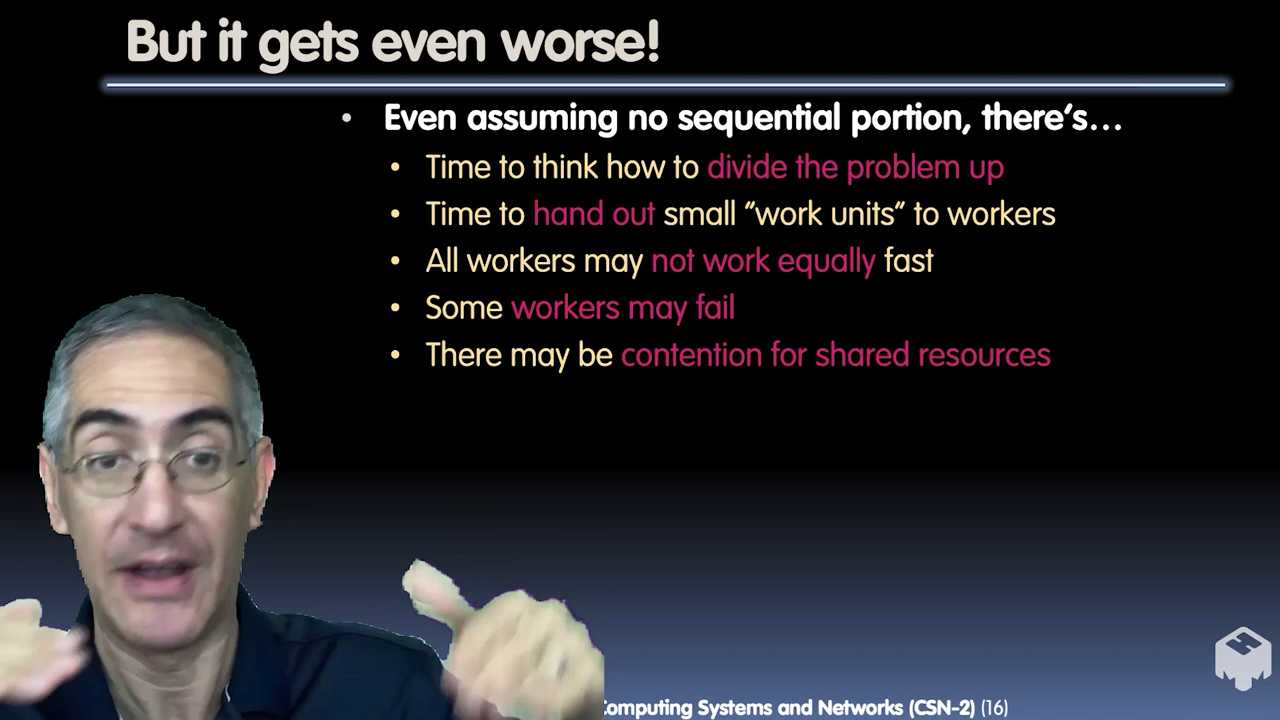 But it gets even worse!
• Even assuming no sequential portion, there's…
• Time to think how to divide the problem up
• Time to hand out small "work units" to workers
• All workers may not work equally fast
• Some workers may fail
• There may be contention for shared resources
Computing Systems and Networks (CSN-2) (16)